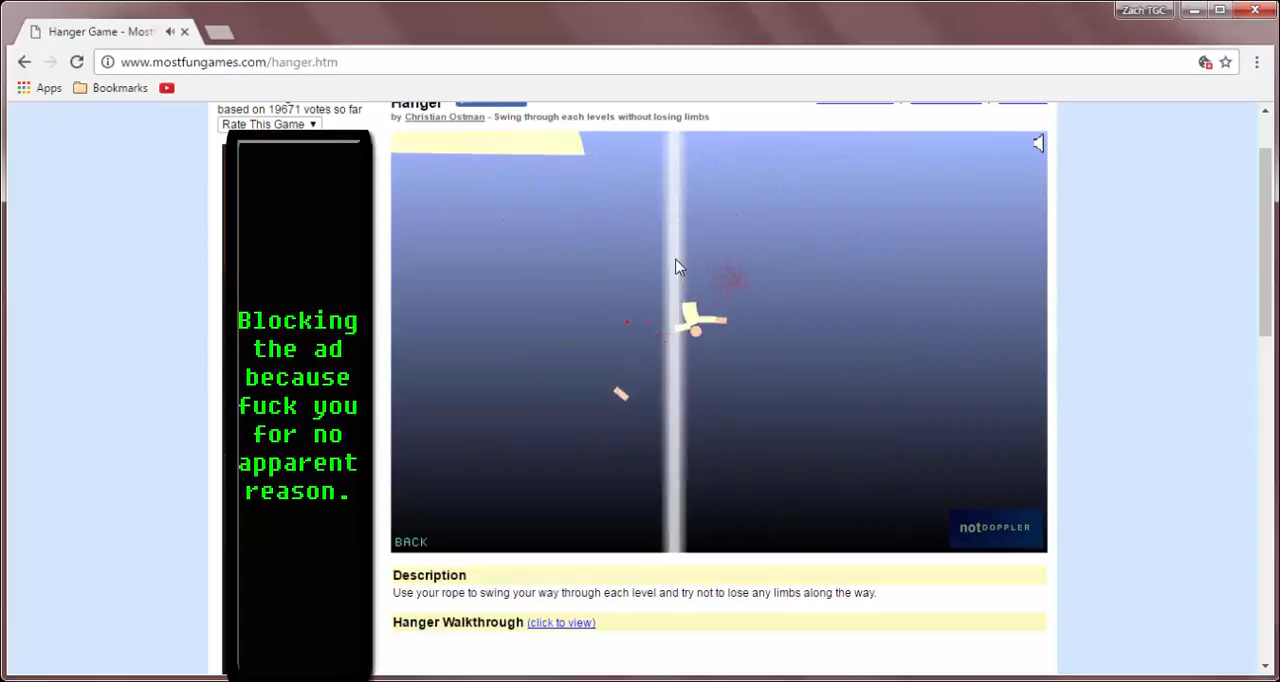 Zach TGC
Hanger Game - Most
www.mostfungames.com/hanger.htm
Apps Bookmarks
based on 19671 votes so far
Rate This Game
Hanger
by Christian Ostman - Swing through each levels without losing limbs
Blocking
the ad
because
fuck you
for no
apparent
reason.
BACK
notDOPPLER
Description
Use your rope to swing your way through each level and try not to lose any limbs along the way.
Hanger Walkthrough (click to view)